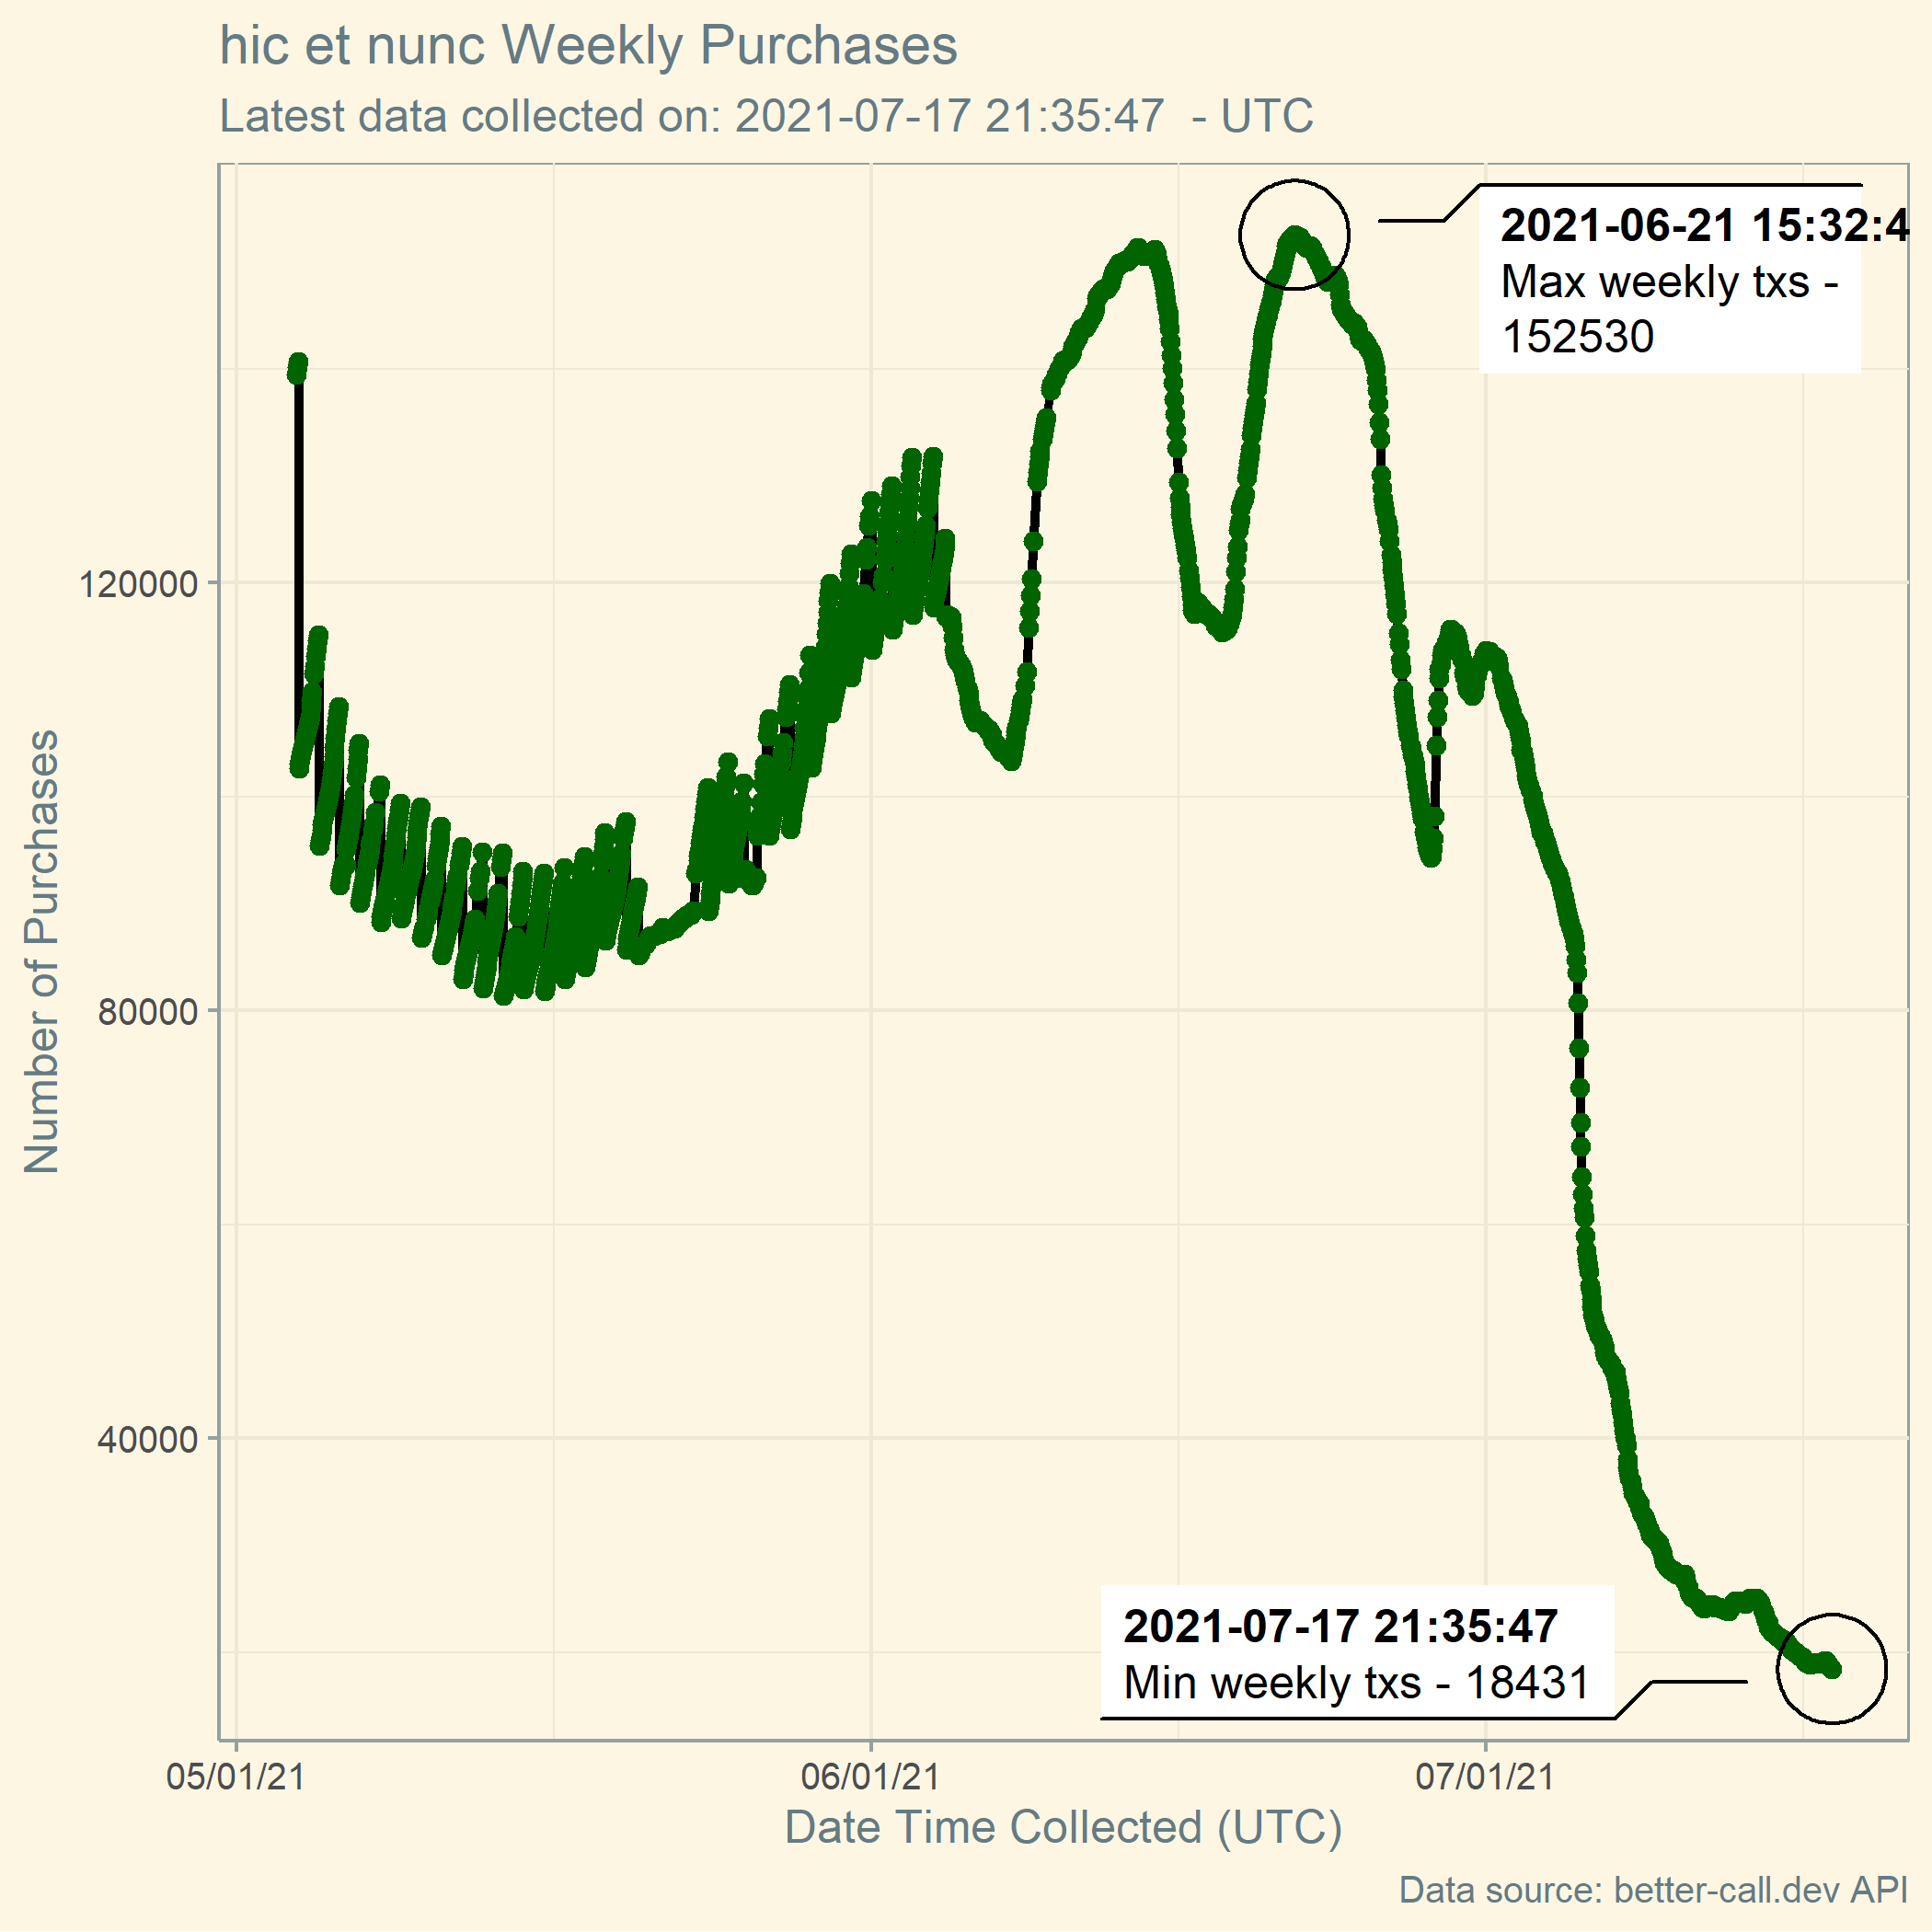 hic et nunc Weekly Purchases
Latest data collected on: 2021-07-17 21:35:47  - UTC
2021-06-21 15:32:4
Max weekly txs -
152530
120000
80000
40000
Number of Purchases
2021-07-17 21:35:47
Min weekly txs - 18431
05/01/21
06/01/21
07/01/21
Date Time Collected (UTC)
Data source: better-call.dev API